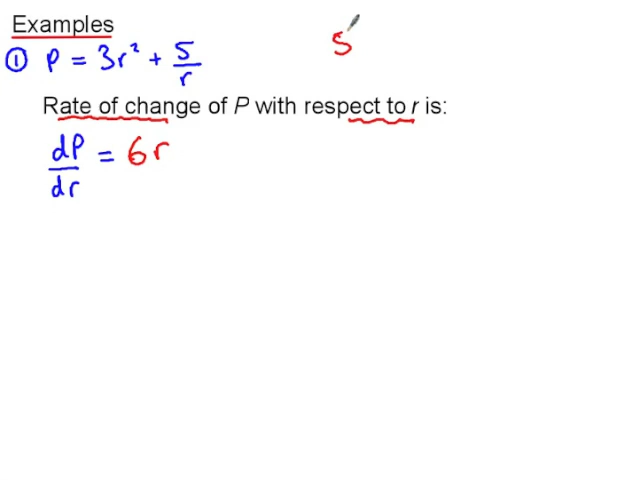 Examples
① P = 3r² + 5/r
5
Rate of change of P with respect to r is:
dP/dr = 6r